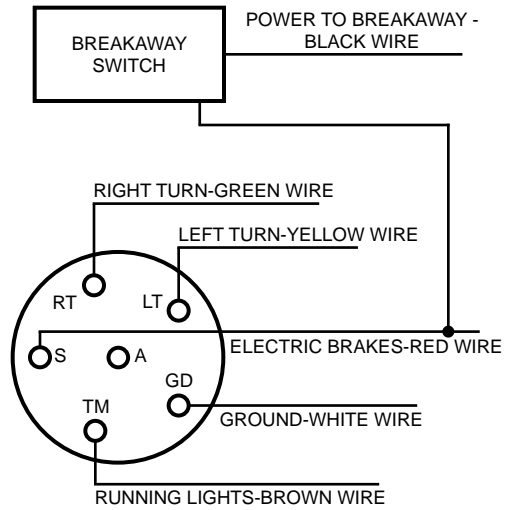 POWER TO BREAKAWAY -
BLACK WIRE
BREAKAWAY
SWITCH
RIGHT TURN-GREEN WIRE
LEFT TURN-YELLOW WIRE
RT
LT
S
A
ELECTRIC BRAKES-RED WIRE
GD
TM
GROUND-WHITE WIRE
RUNNING LIGHTS-BROWN WIRE